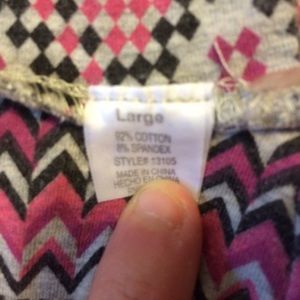 Large
92% COTTON
8% SPANDEX
STYLE# 13105
MADE IN CHINA
HECHO EN CHINA